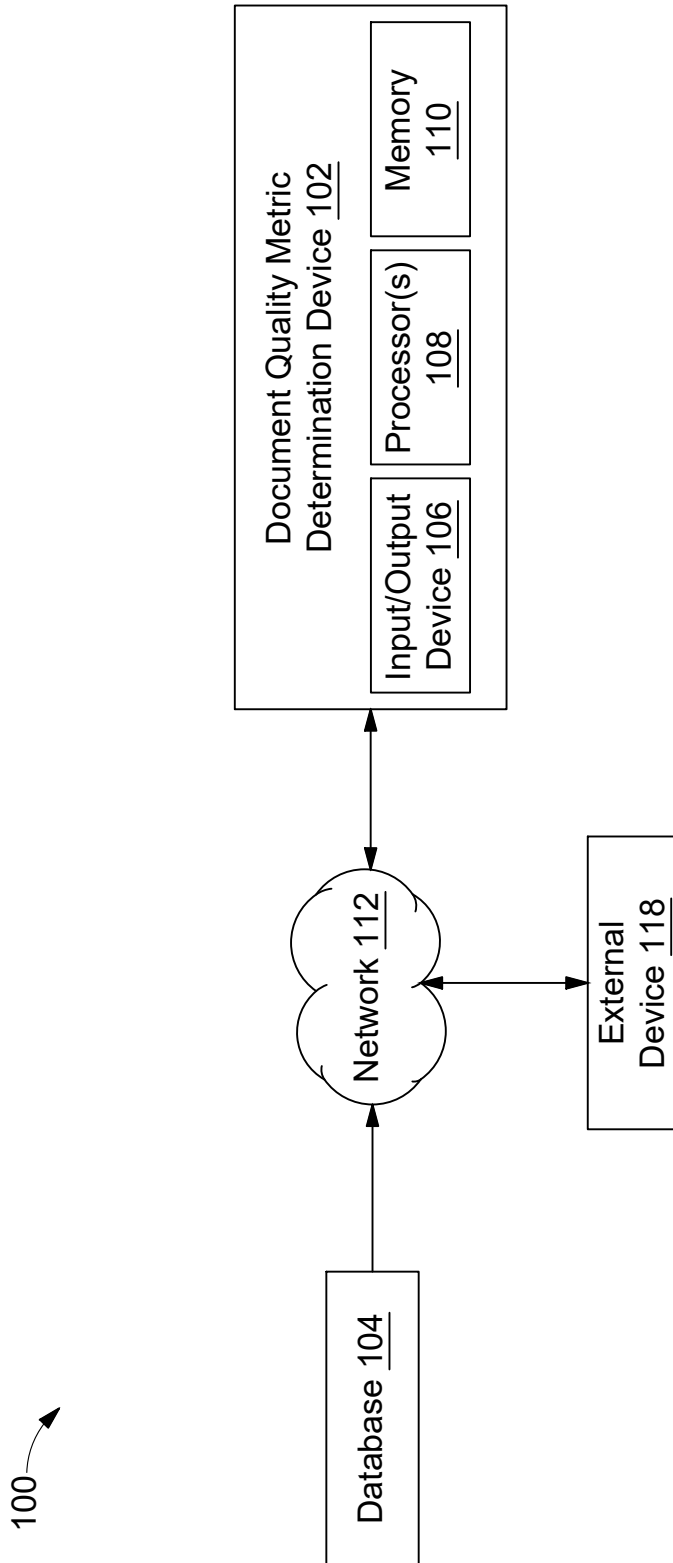 100
Database 104
Network 112
External
Device 118
Document Quality Metric
Determination Device 102
Input/Output
Device 106
Processor(s)
108
Memory
110